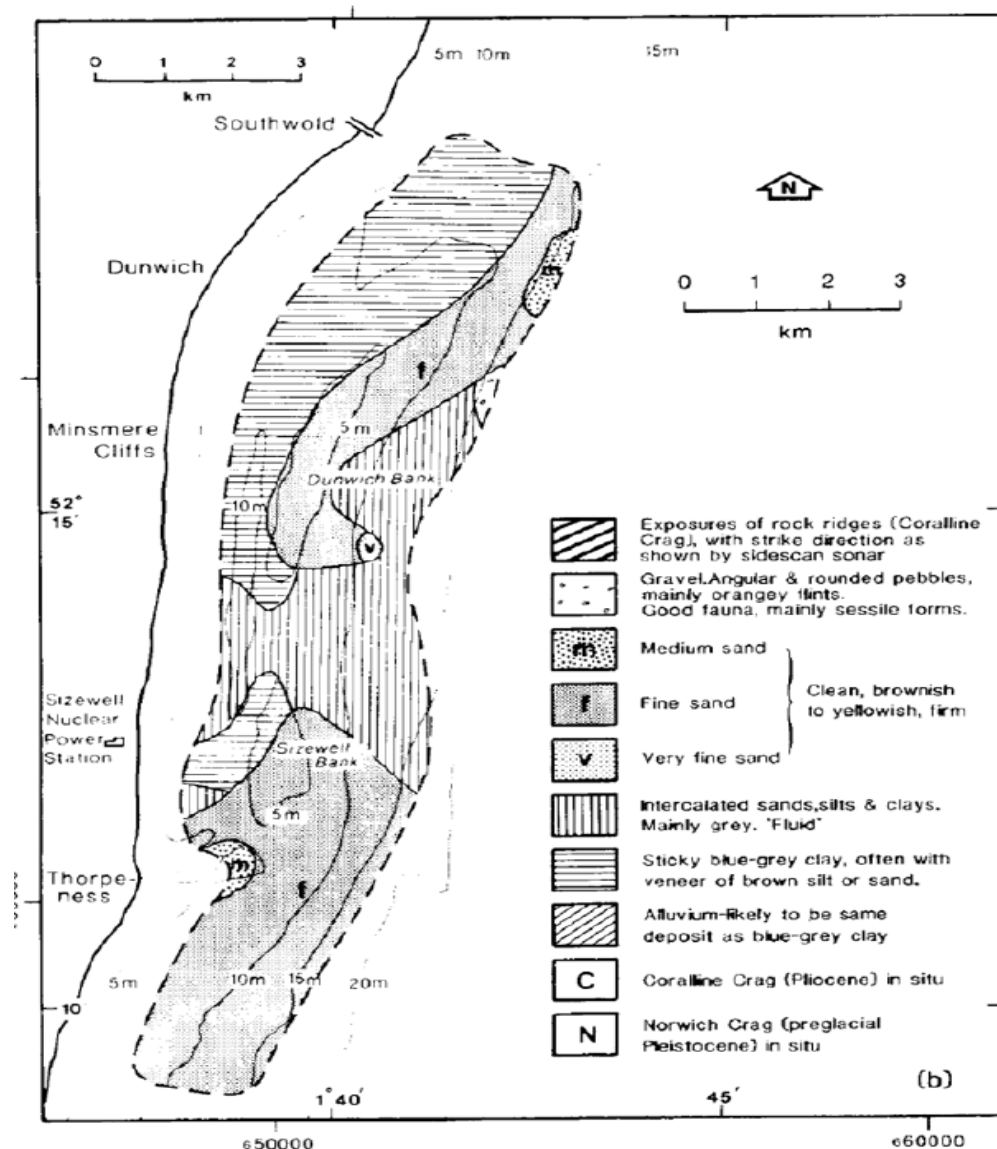 5m 10m 15m
0 1 2 3
km
Southwold
N
Dunwich
0 1 2 3
km
m
f
5m
Minsmere
Cliffs
Dunwich Bank
52°
15′
10m
v
Exposures of rock ridges (Coralline
Crag), with strike direction as
shown by sidescan sonar
Gravel. Angular & rounded pebbles,
mainly orangey flints.
Good fauna, mainly sessile forms.
m Medium sand
f Fine sand
v Very fine sand
Clean, brownish
to yellowish, firm
Intercalated sands, silts & clays.
Mainly grey. "Fluid"
Sticky blue-grey clay, often with
veneer of brown silt or sand.
Alluvium-likely to be same
deposit as blue-grey clay
C Coralline Crag (Pliocene) in situ
N Norwich Crag (preglacial
Pleistocene) in situ
Sizewell
Nuclear
Power
Station
Sizewell
Bank
5m
m
Thorpe-
ness
f
5m 10m 15m 20m
10′
(b)
1° 40′ 45′
650000 660000